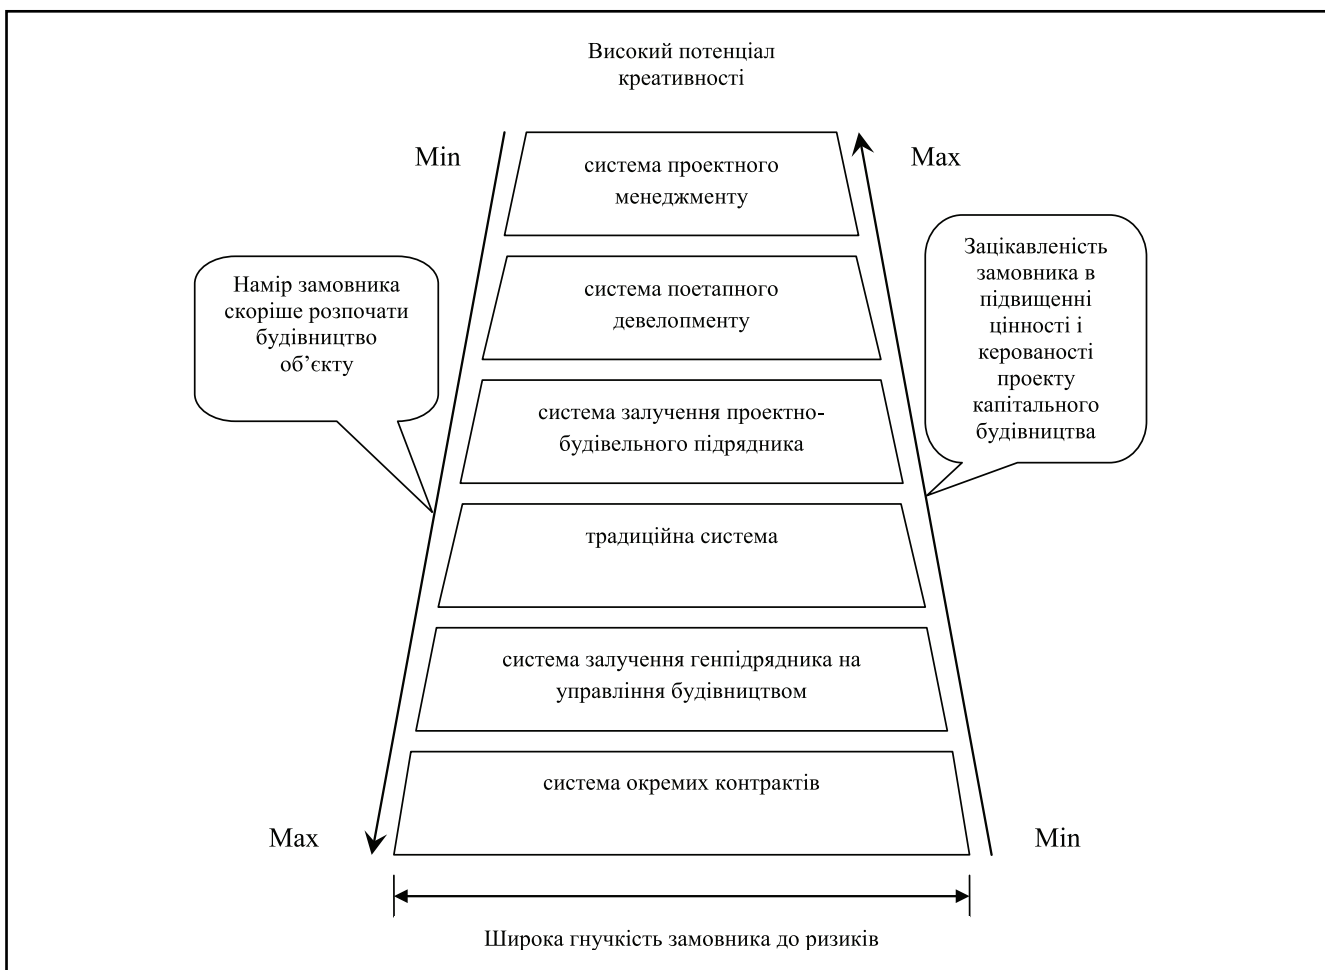 Високий потенціал
креативності
Min
Max
система проектного
менеджменту
Намір замовника
скоріше розпочати
будівництво
об’єкту
Зацікавленість
замовника в
підвищенні
цінності і
керованості
проекту
капітального
будівництва
система поетапного
девелопменту
система залучення проектно-
будівельного підрядника
традиційна система
система залучення генпідрядника на
управління будівництвом
система окремих контрактів
Max
Min
Широка гнучкість замовника до ризиків